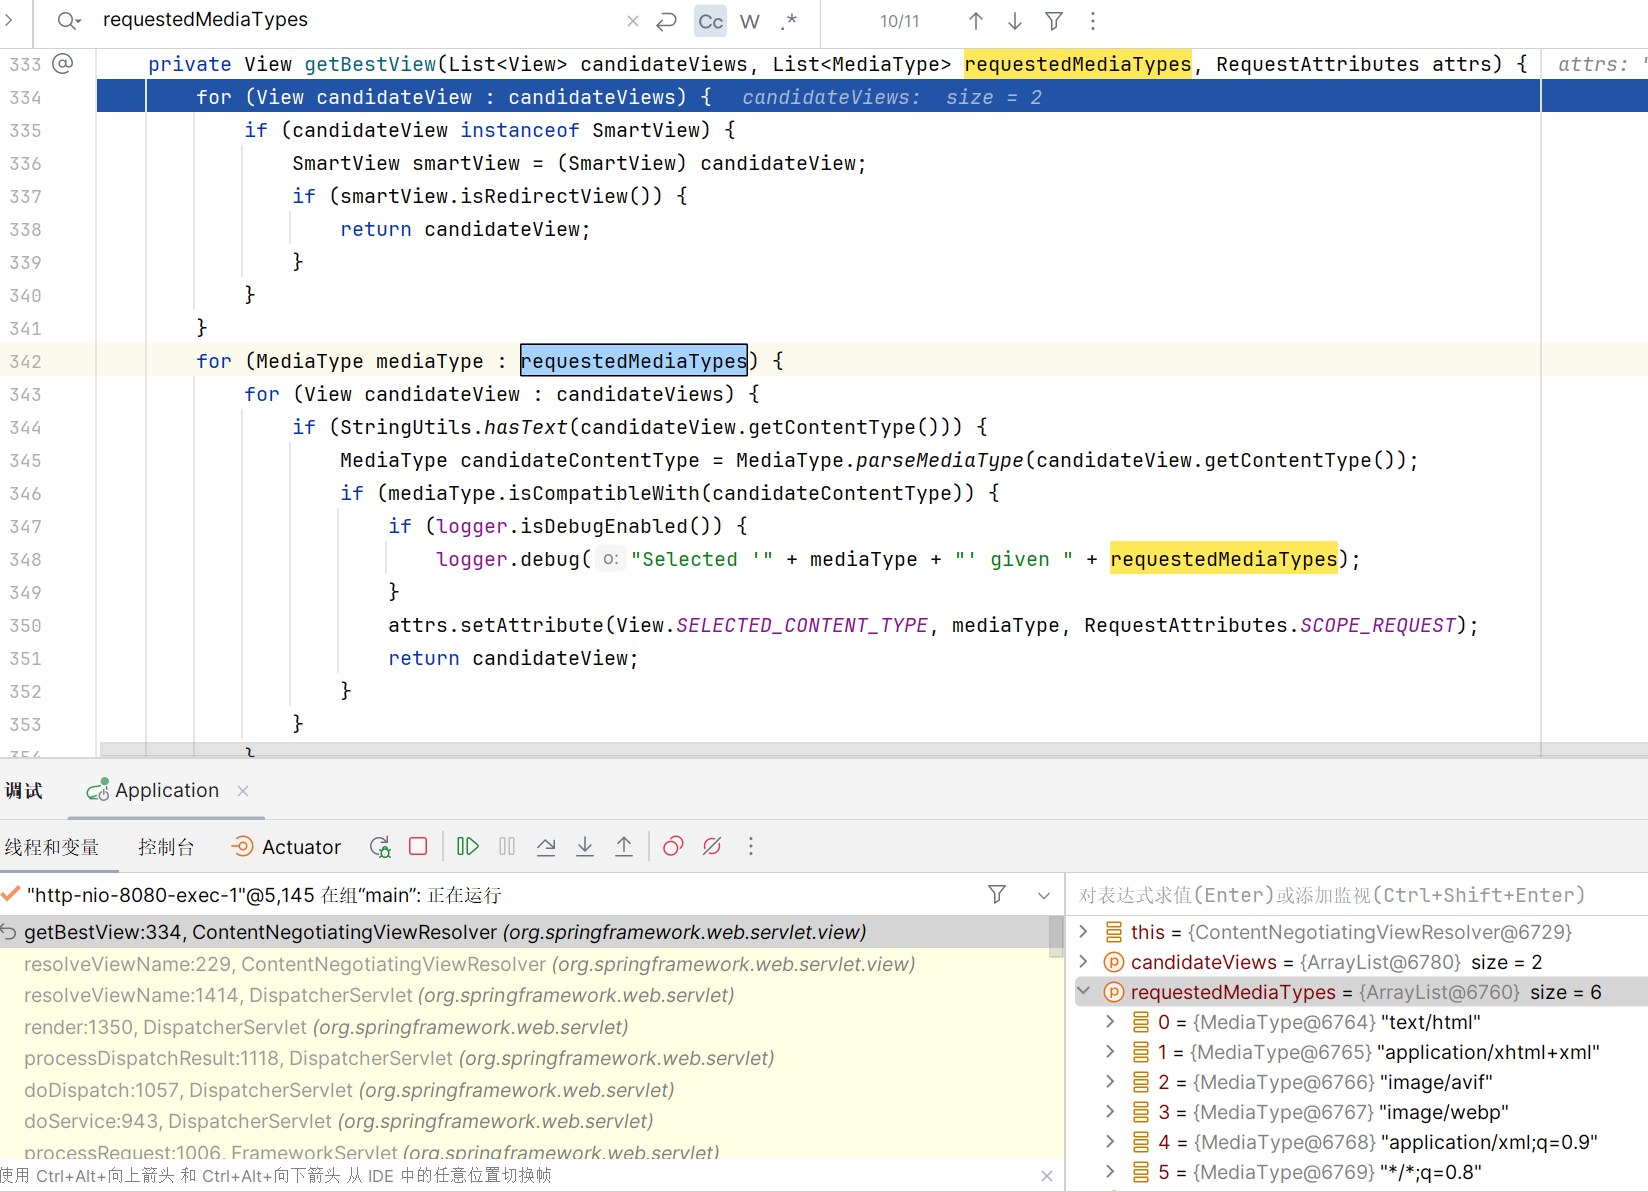 requestedMediaTypes × Cc W .* 10/11
333 @ private View getBestView(List<View> candidateViews, List<MediaType> requestedMediaTypes, RequestAttributes attrs) { attrs: "
334 for (View candidateView : candidateViews) { candidateViews: size = 2
335 if (candidateView instanceof SmartView) {
336 SmartView smartView = (SmartView) candidateView;
337 if (smartView.isRedirectView()) {
338 return candidateView;
339 }
340 }
341 }
342 for (MediaType mediaType : requestedMediaTypes) {
343 for (View candidateView : candidateViews) {
344 if (StringUtils.hasText(candidateView.getContentType())) {
345 MediaType candidateContentType = MediaType.parseMediaType(candidateView.getContentType());
346 if (mediaType.isCompatibleWith(candidateContentType)) {
347 if (logger.isDebugEnabled()) {
348 logger.debug( o: "Selected '" + mediaType + "' given " + requestedMediaTypes);
349 }
350 attrs.setAttribute(View.SELECTED_CONTENT_TYPE, mediaType, RequestAttributes.SCOPE_REQUEST);
351 return candidateView;
352 }
353 }
354 }
调试 Application ×
线程和变量 控制台 Actuator
"http-nio-8080-exec-1"@5,145 在组“main”: 正在运行
getBestView:334, ContentNegotiatingViewResolver (org.springframework.web.servlet.view)
resolveViewName:229, ContentNegotiatingViewResolver (org.springframework.web.servlet.view)
resolveViewName:1414, DispatcherServlet (org.springframework.web.servlet)
render:1350, DispatcherServlet (org.springframework.web.servlet)
processDispatchResult:1118, DispatcherServlet (org.springframework.web.servlet)
doDispatch:1057, DispatcherServlet (org.springframework.web.servlet)
doService:943, DispatcherServlet (org.springframework.web.servlet)
processRequest:1006, FrameworkServlet (org.springframework.web.servlet)
使用 Ctrl+Alt+向上箭头 和 Ctrl+Alt+向下箭头 从 IDE 中的任意位置切换帧 ×
对表达式求值(Enter)或添加监视(Ctrl+Shift+Enter)
this = {ContentNegotiatingViewResolver@6729}
candidateViews = {ArrayList@6780} size = 2
requestedMediaTypes = {ArrayList@6760} size = 6
0 = {MediaType@6764} "text/html"
1 = {MediaType@6765} "application/xhtml+xml"
2 = {MediaType@6766} "image/avif"
3 = {MediaType@6767} "image/webp"
4 = {MediaType@6768} "application/xml;q=0.9"
5 = {MediaType@6769} "*/*;q=0.8"